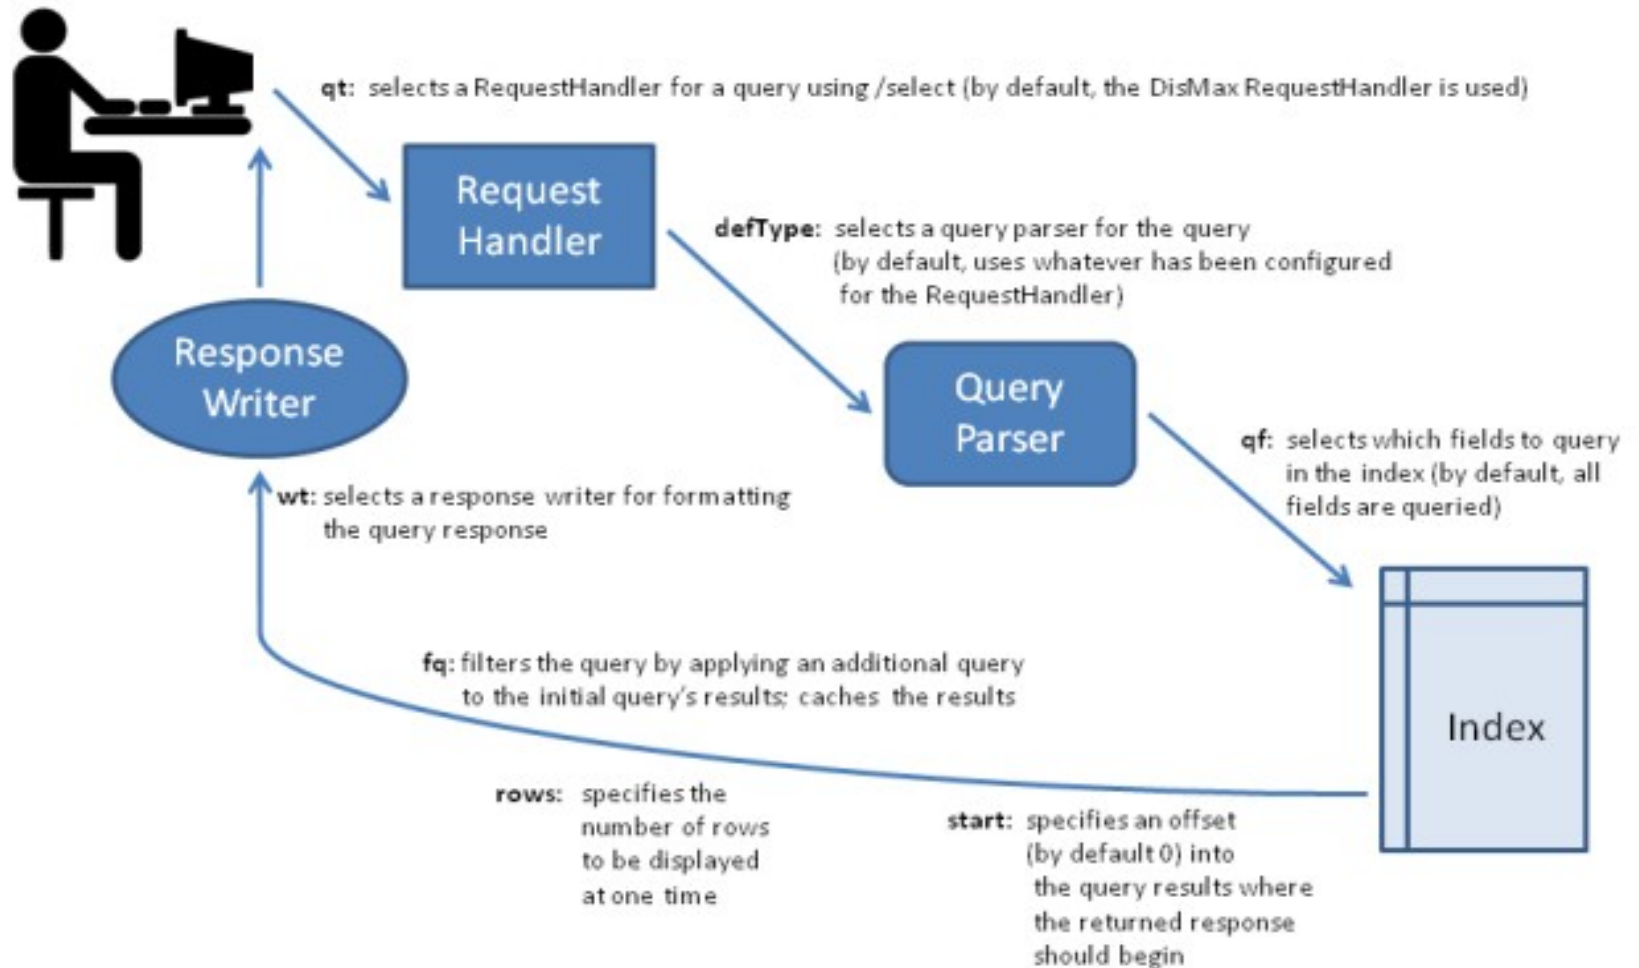 qt: selects a RequestHandler for a query using /select (by default, the DisMax RequestHandler is used)
Request
Handler
defType: selects a query parser for the query
(by default, uses whatever has been configured
for the RequestHandler)
Response
Writer
Query
Parser
qf: selects which fields to query
in the index (by default, all
fields are queried)
wt: selects a response writer for formatting
the query response
fq: filters the query by applying an additional query
to the initial query's results; caches the results
Index
rows: specifies the
number of rows
to be displayed
at one time
start: specifies an offset
(by default 0) into
the query results where
the returned response
should begin